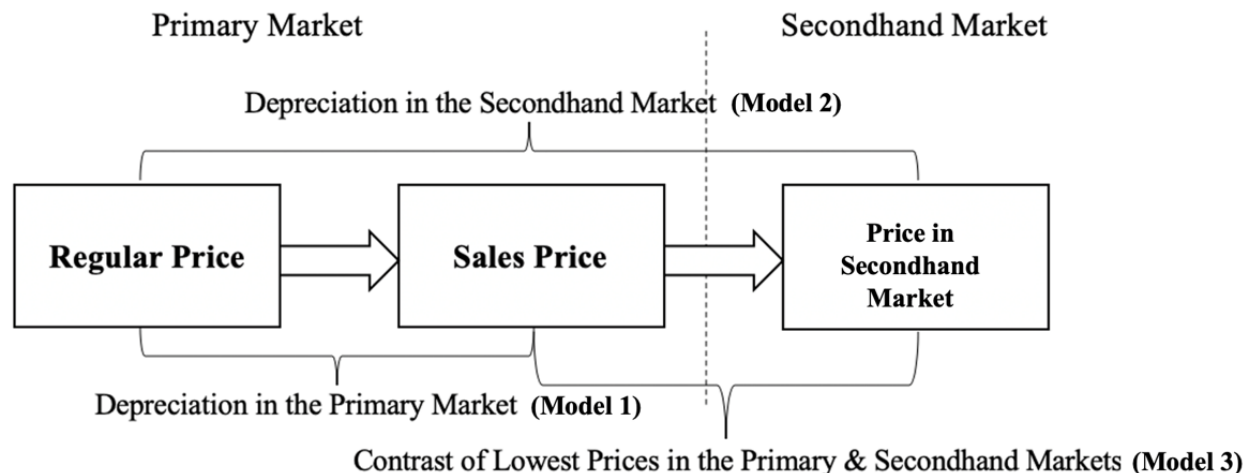 Primary Market
Secondhand Market
Depreciation in the Secondhand Market (Model 2)
Regular Price
Sales Price
Price in
Secondhand
Market
Depreciation in the Primary Market (Model 1)
Contrast of Lowest Prices in the Primary & Secondhand Markets (Model 3)